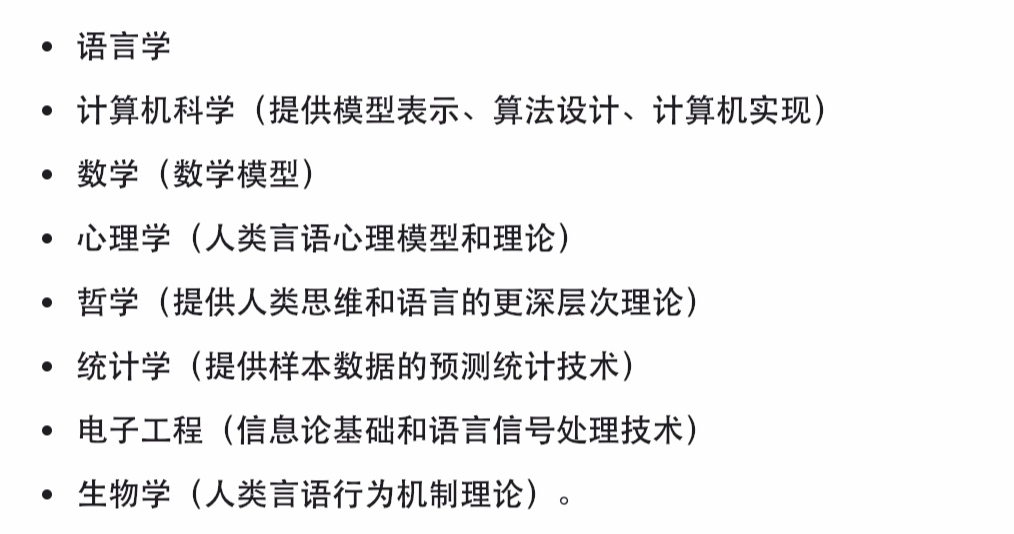 • 语言学
• 计算机科学（提供模型表示、算法设计、计算机实现）
• 数学（数学模型）
• 心理学（人类言语心理模型和理论）
• 哲学（提供人类思维和语言的更深层次理论）
• 统计学（提供样本数据的预测统计技术）
• 电子工程（信息论基础和语言信号处理技术）
• 生物学（人类言语行为机制理论）。